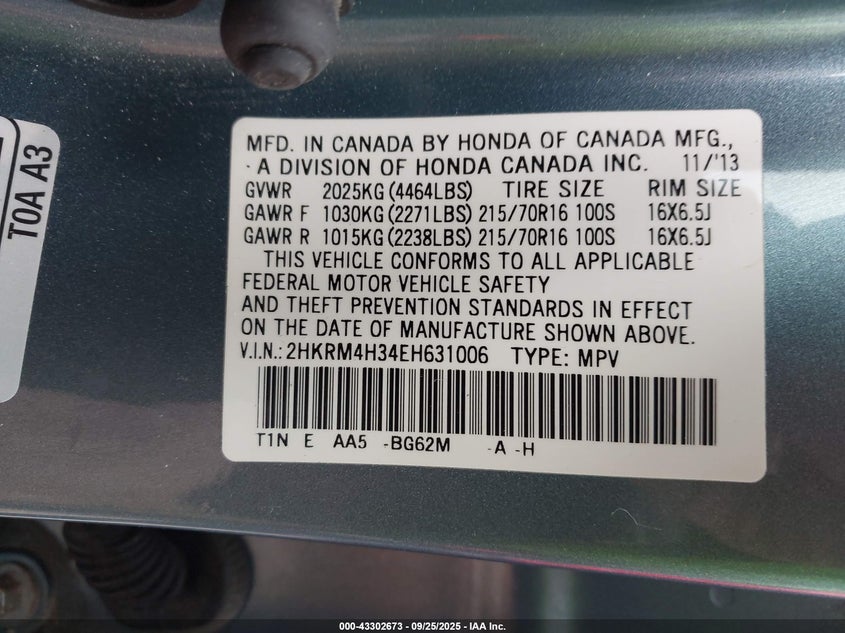 MFD. IN CANADA BY HONDA OF CANADA MFG.,
A DIVISION OF HONDA CANADA INC. 11/'13
GVWR 2025KG (4464LBS) TIRE SIZE RIM SIZE
GAWR F 1030KG (2271LBS) 215/70R16 100S 16X6.5J
GAWR R 1015KG (2238LBS) 215/70R16 100S 16X6.5J
THIS VEHICLE CONFORMS TO ALL APPLICABLE
FEDERAL MOTOR VEHICLE SAFETY
AND THEFT PREVENTION STANDARDS IN EFFECT
ON THE DATE OF MANUFACTURE SHOWN ABOVE.
V.I.N.: 2HKRM4H34EH631006 TYPE: MPV
T1N E AA5 -BG62M -A -H
TOA A3
000-43302673 - 09/25/2025 - IAA Inc.